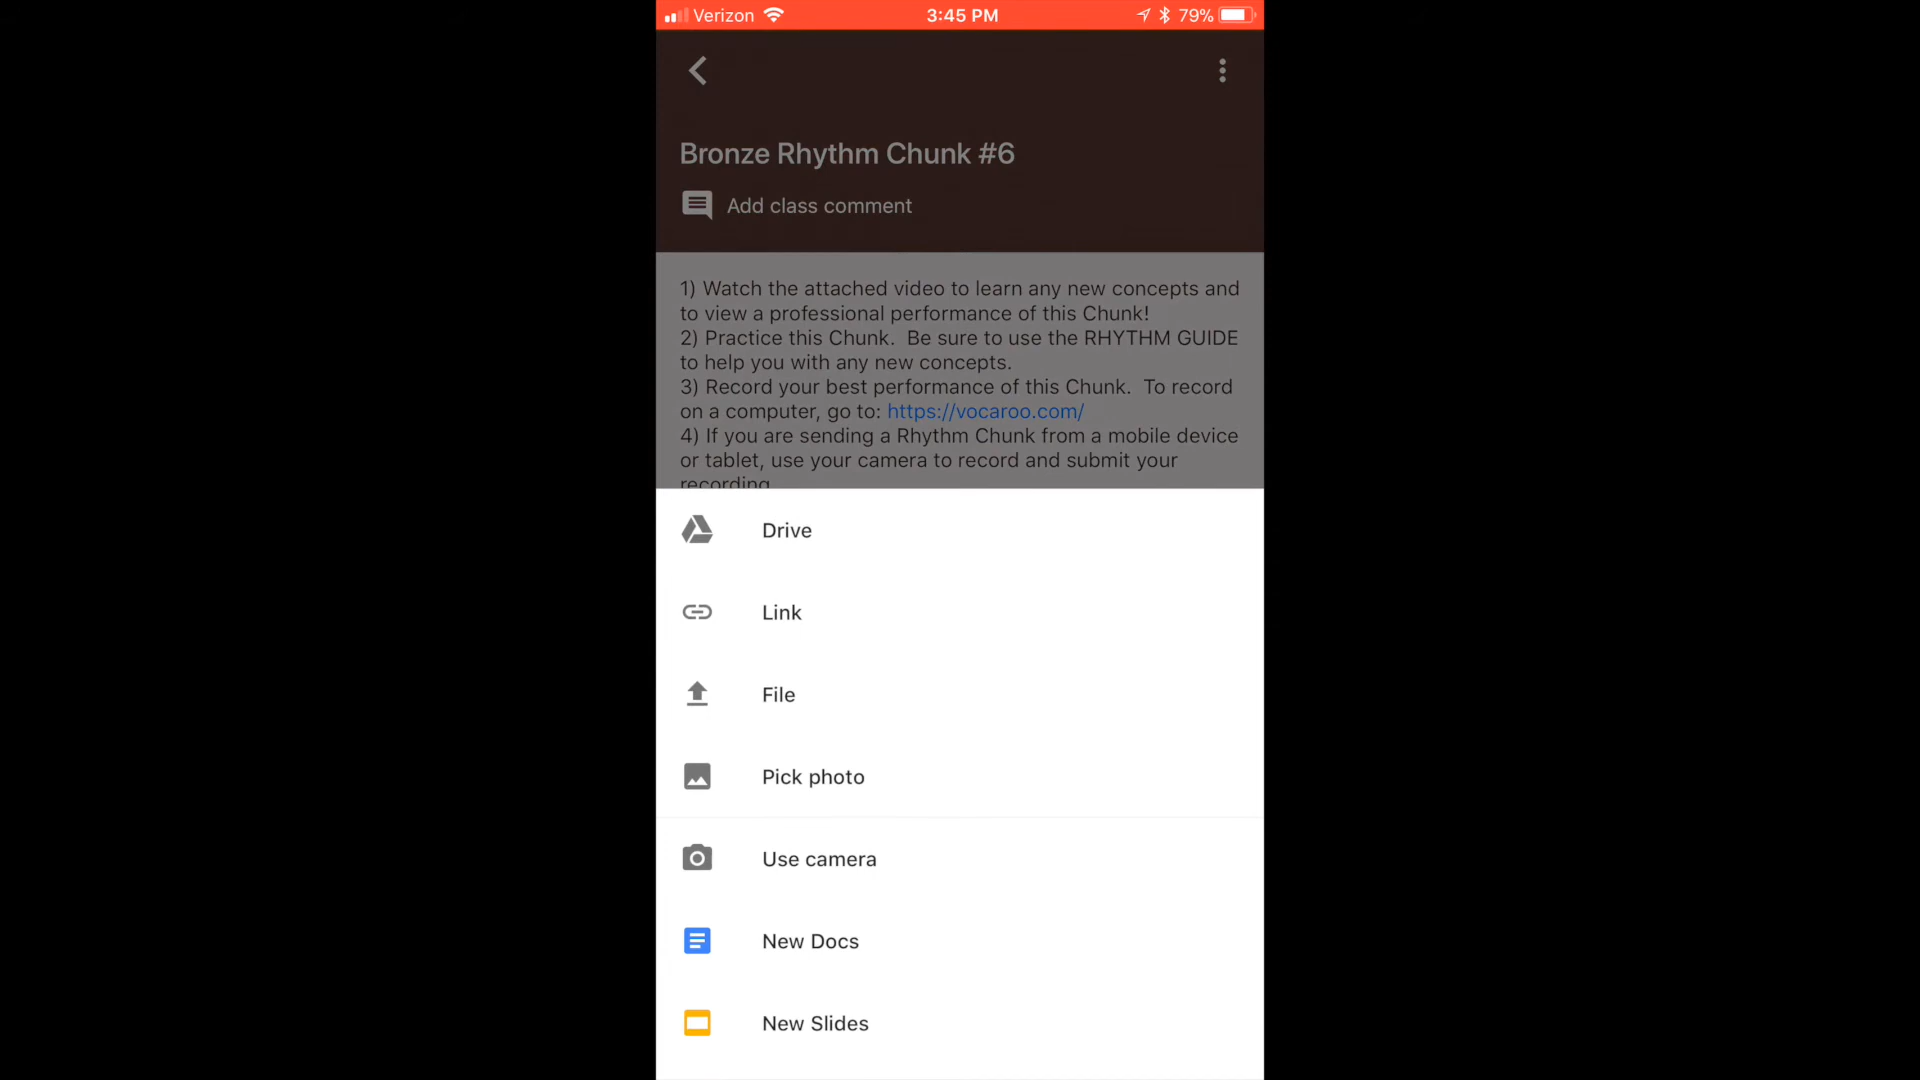 Verizon 3:45 PM 79%
Bronze Rhythm Chunk #6
Add class comment
1) Watch the attached video to learn any new concepts and
to view a professional performance of this Chunk!
2) Practice this Chunk.  Be sure to use the RHYTHM GUIDE
to help you with any new concepts.
3) Record your best performance of this Chunk.  To record
on a computer, go to: https://vocaroo.com/
4) If you are sending a Rhythm Chunk from a mobile device
or tablet, use your camera to record and submit your
recording
Drive
Link
File
Pick photo
Use camera
New Docs
New Slides